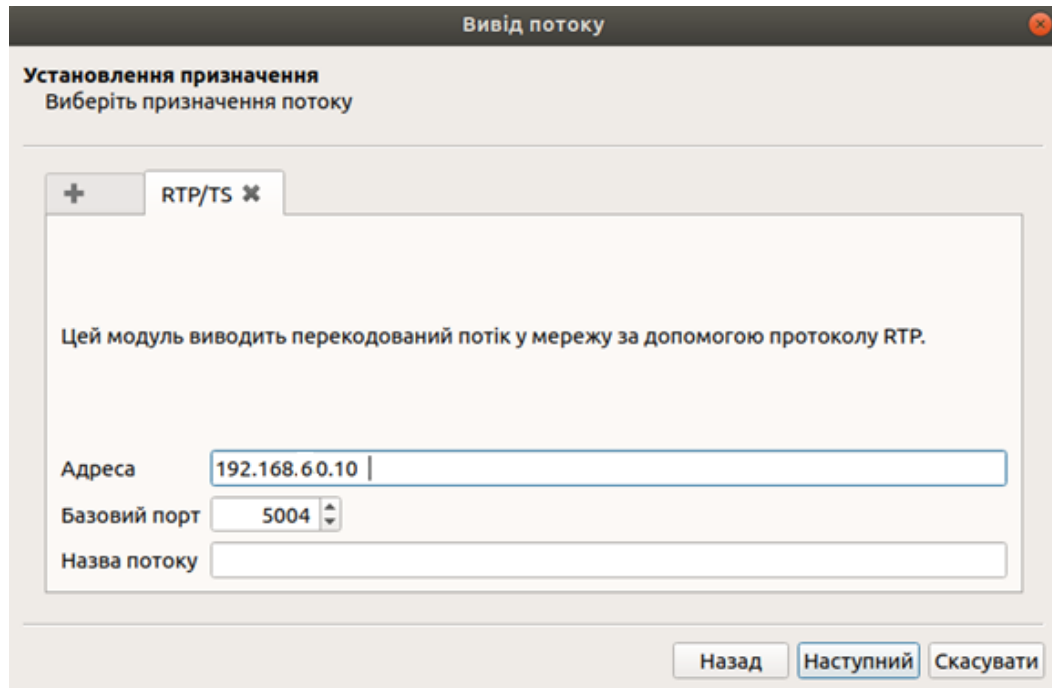 Вивід потоку
Установлення призначення
Виберіть призначення потоку
RTP/TS
Цей модуль виводить перекодований потік у мережу за допомогою протоколу RTP.
Адреса 192.168.60.10
Базовий порт 5004
Назва потоку
Назад Наступний Скасувати